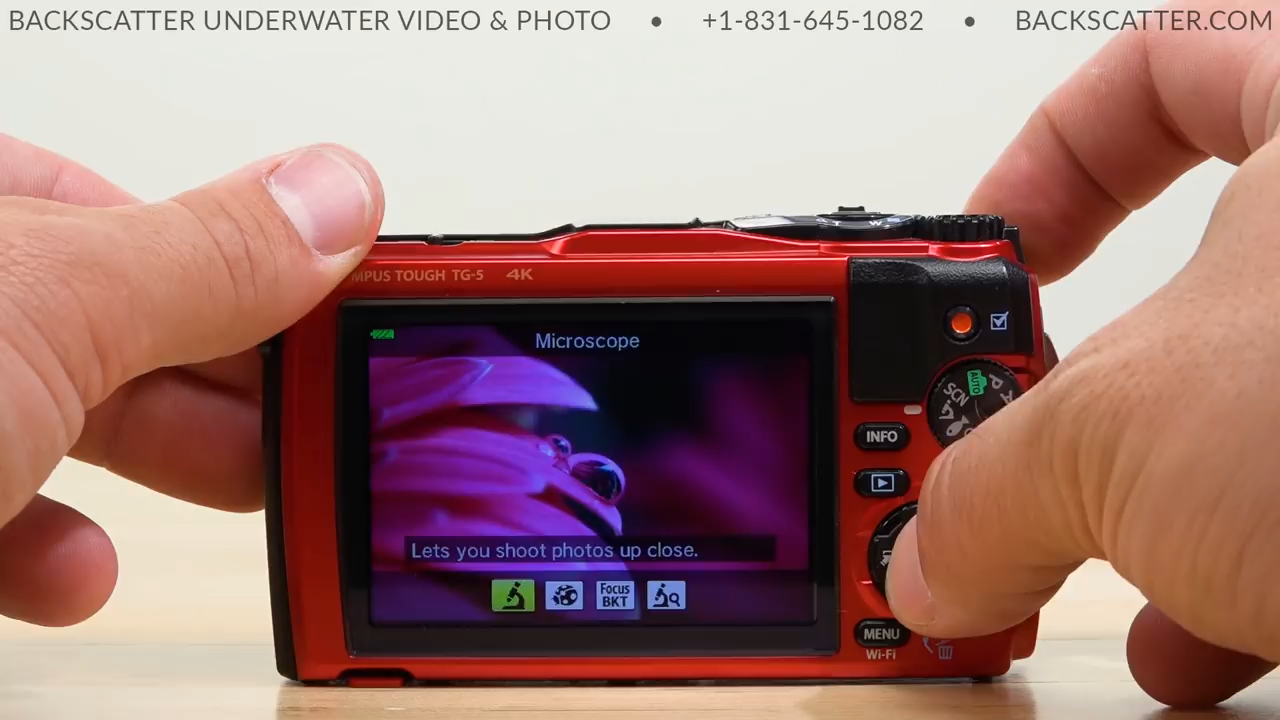 BACKSCATTER UNDERWATER VIDEO & PHOTO • +1-831-645-1082 • BACKSCATTER.COM
MPUS TOUGH TG-5 4K
Microscope
AUTO
P
A
SCN
INFO
Lets you shoot photos up close.
Focus
BKT
MENU
Wi-Fi